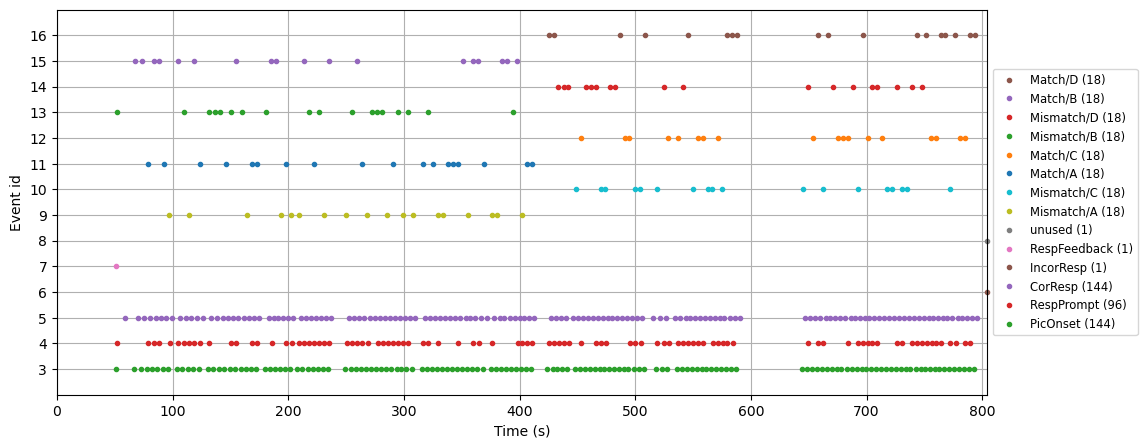 16
15
14
13
12
11
10
9
8
7
6
5
4
3
Event id
0 100 200 300 400 500 600 700 800
Time (s)
Match/D (18)
Match/B (18)
Mismatch/D (18)
Mismatch/B (18)
Match/C (18)
Match/A (18)
Mismatch/C (18)
Mismatch/A (18)
unused (1)
RespFeedback (1)
IncorResp (1)
CorResp (144)
RespPrompt (96)
PicOnset (144)